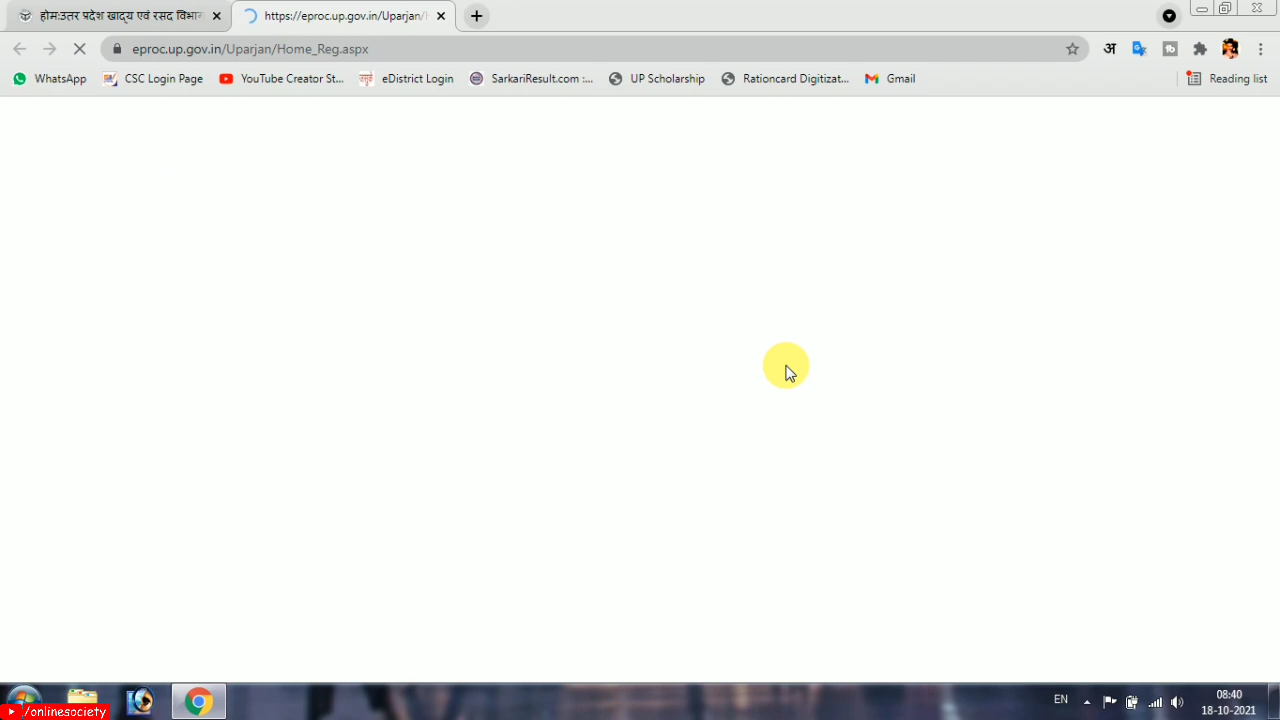 होम:उतर प्रदेश खाद्य एवं रसद विभाग
https://eproc.up.gov.in/Uparjan/
eproc.up.gov.in/Uparjan/Home_Reg.aspx
अ
WhatsApp
CSC Login Page
YouTube Creator St...
eDistrict Login
SarkariResult.com :...
UP Scholarship
Rationcard Digitizat...
Gmail
Reading list
EN
08:40
18-10-2021
/onlinesociety